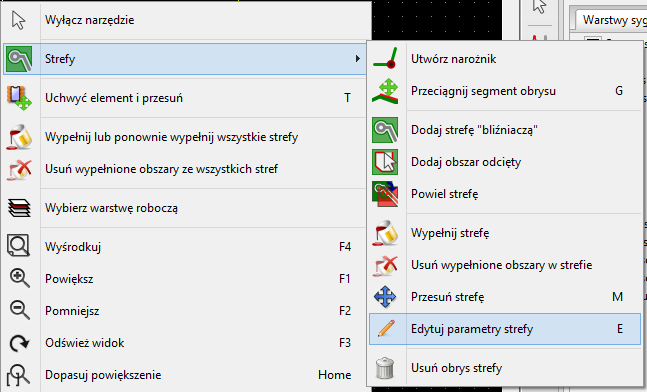 Wyłącz narzędzie
Strefy
Uchwyć element i przesuń T
Wypełnij lub ponownie wypełnij wszystkie strefy
Usuń wypełnione obszary ze wszystkich stref
Wybierz warstwę roboczą
Wyśrodkuj F4
Powiększ F1
Pomniejsz F2
Odśwież widok F3
Dopasuj powiększenie Home
Utwórz narożnik
Przeciągnij segment obrysu G
Dodaj strefę "bliźniaczą"
Dodaj obszar odcięty
Powiel strefę
Wypełnij strefę
Usuń wypełnione obszary w strefie
Przesuń strefę M
Edytuj parametry strefy E
Usuń obrys strefy
Warstwy syg